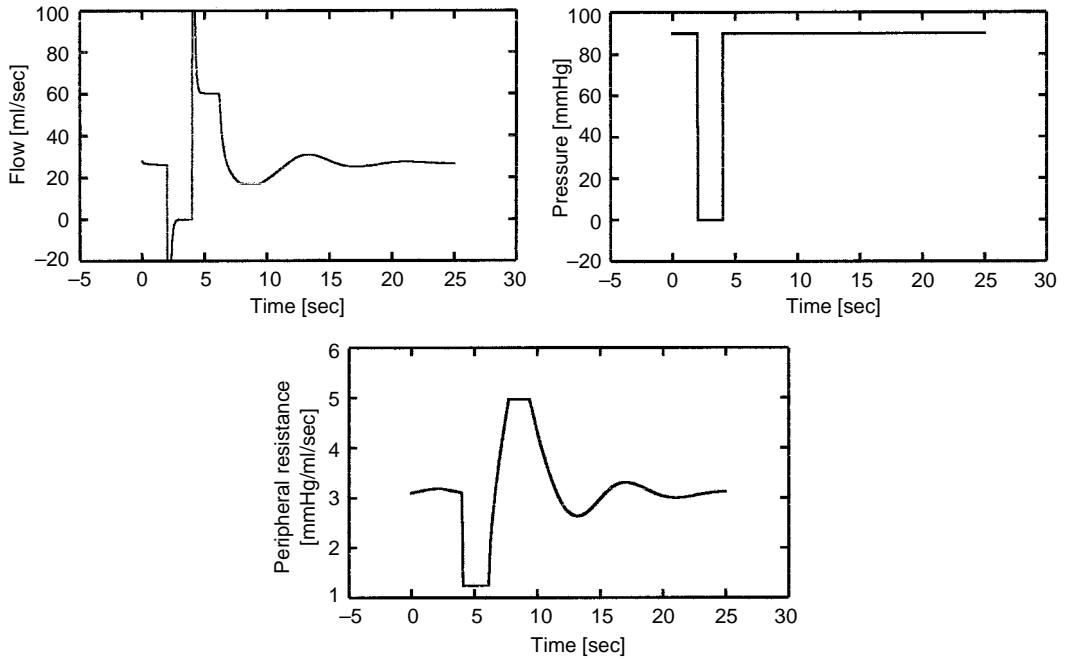 100
80
60
40
20
0
–20
Flow [ml/sec]
–5 0 5 10 15 20 25 30
Time [sec]
100
80
60
40
20
0
–20
Pressure [mmHg]
–5 0 5 10 15 20 25 30
Time [sec]
6
5
4
3
2
1
Peripheral resistance
[mmHg/ml/sec]
–5 0 5 10 15 20 25 30
Time [sec]